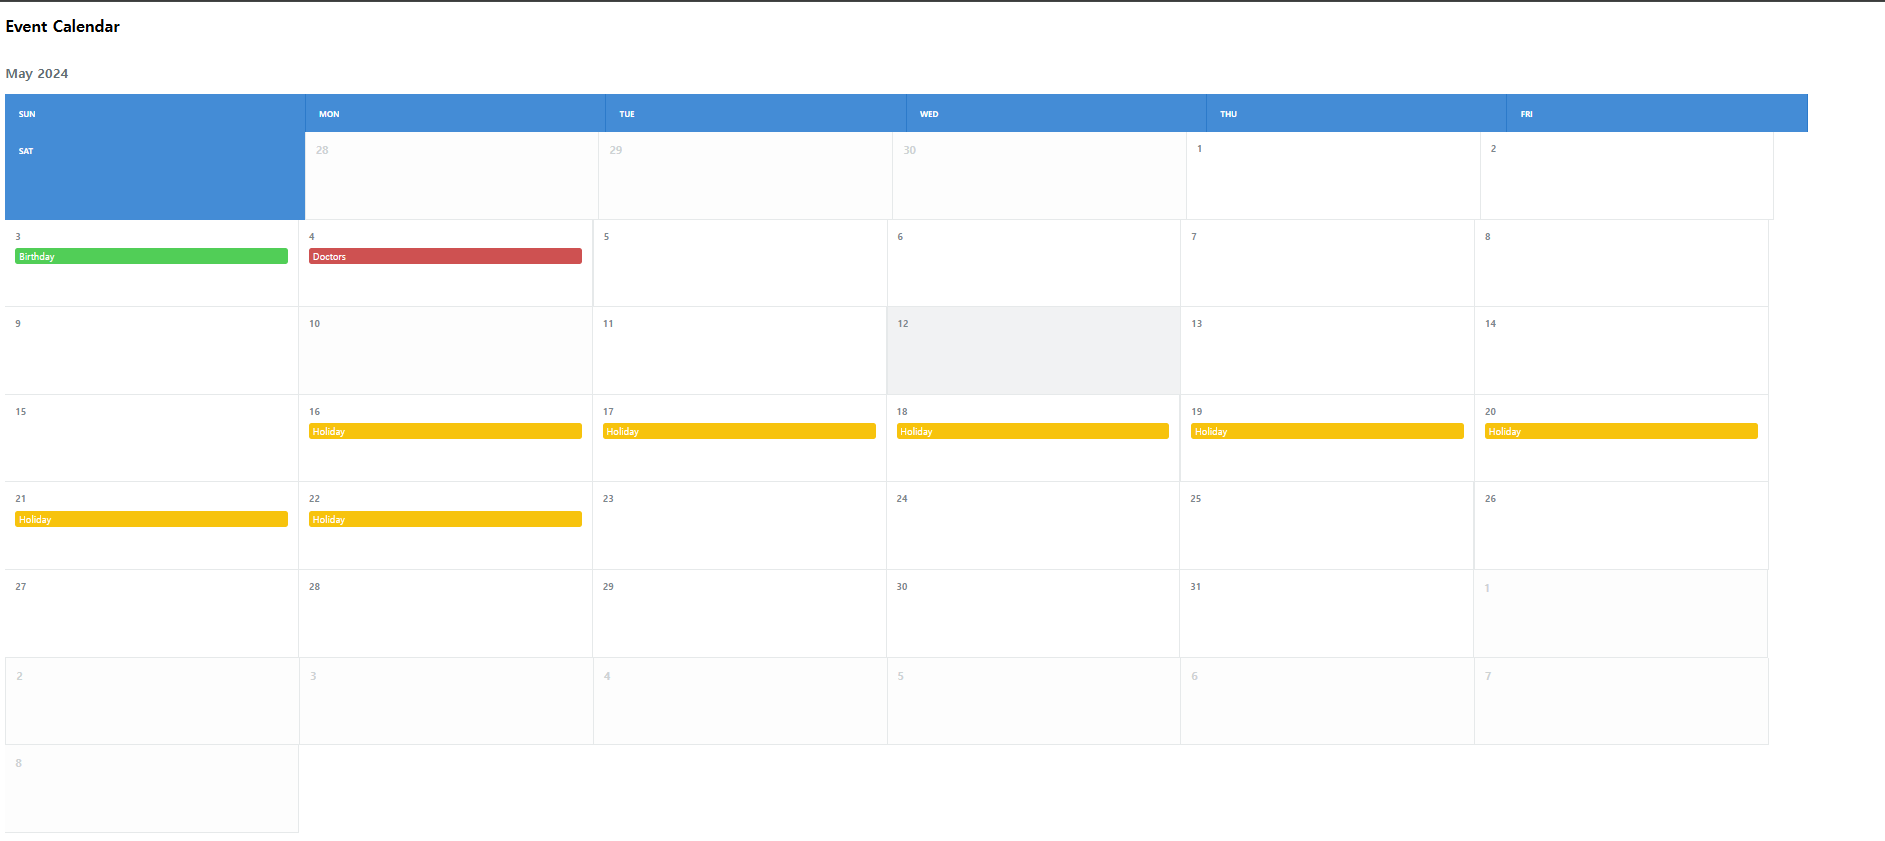 Event Calendar
May 2024
SUN MON TUE WED THU FRI
SAT 28 29 30 1 2
3 4 5 6 7 8
Birthday Doctors
9 10 11 12 13 14
15 16 17 18 19 20
Holiday Holiday Holiday Holiday Holiday
21 22 23 24 25 26
Holiday Holiday
27 28 29 30 31 1
2 3 4 5 6 7
8